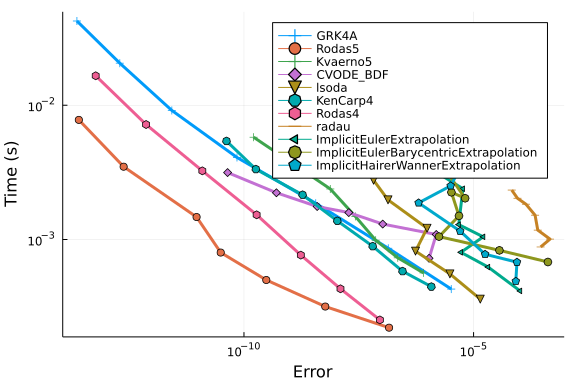 GRK4A
Rodas5
Kvaerno5
CVODE_BDF
lsoda
KenCarp4
Rodas4
radau
ImplicitEulerExtrapolation
ImplicitEulerBarycentricExtrapolation
ImplicitHairerWannerExtrapolation
Time (s)
10⁻²
10⁻³
10⁻¹⁰
10⁻⁵
Error